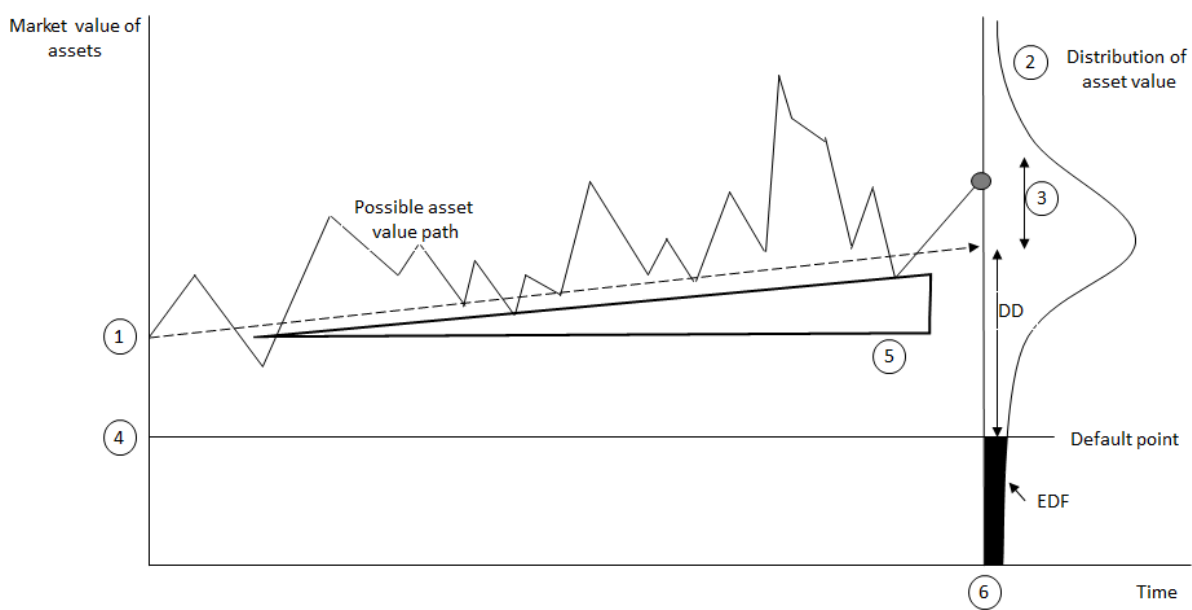 Market value of
assets
2
Distribution of
asset value
3
Possible asset
value path
DD
1
5
4
Default point
EDF
6
Time